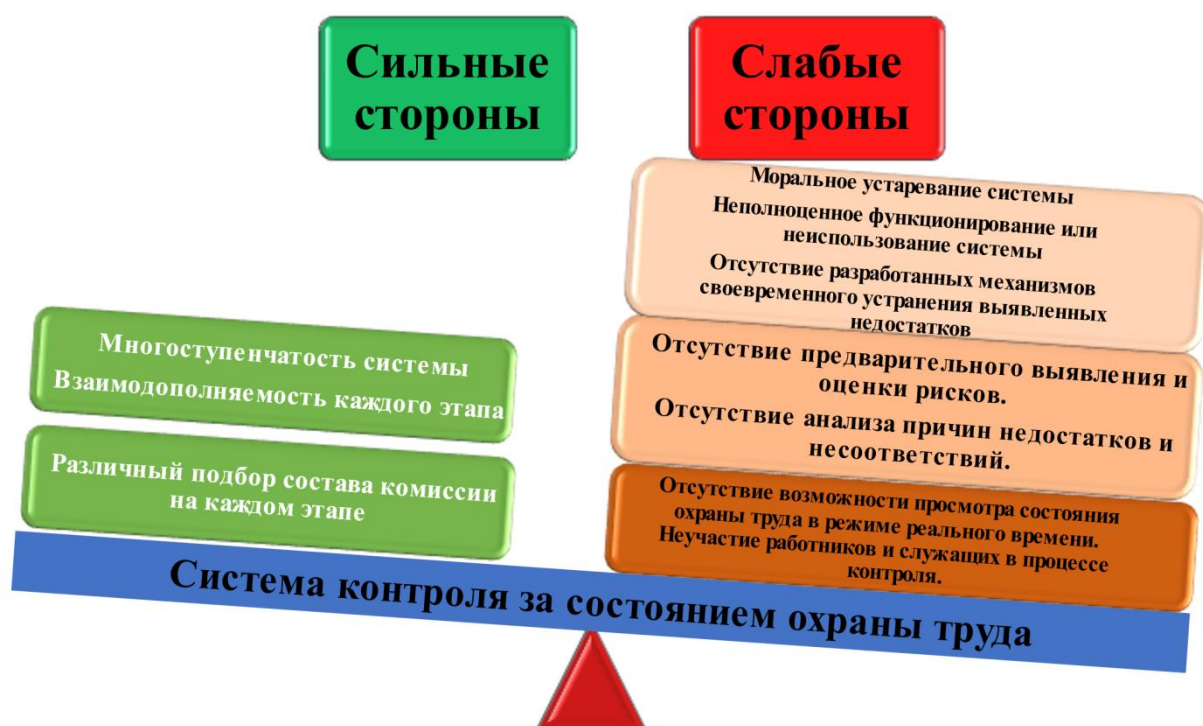 Сильные
стороны
Слабые
стороны
Многоступенчатость системы
Взаимодополняемость каждого этапа
Различный подбор состава комиссии
на каждом этапе
Моральное устаревание системы
Неполноценное функционирование или
неиспользование системы
Отсутствие разработанных механизмов
своевременного устранения выявленных
недостатков
Отсутствие предварительного выявления и
оценки рисков.
Отсутствие анализа причин недостатков и
несоответствий.
Отсутствие возможности просмотра состояния
охраны труда в режиме реального времени.
Неучастие работников и служащих в процессе
контроля.
Система контроля за состоянием охраны труда